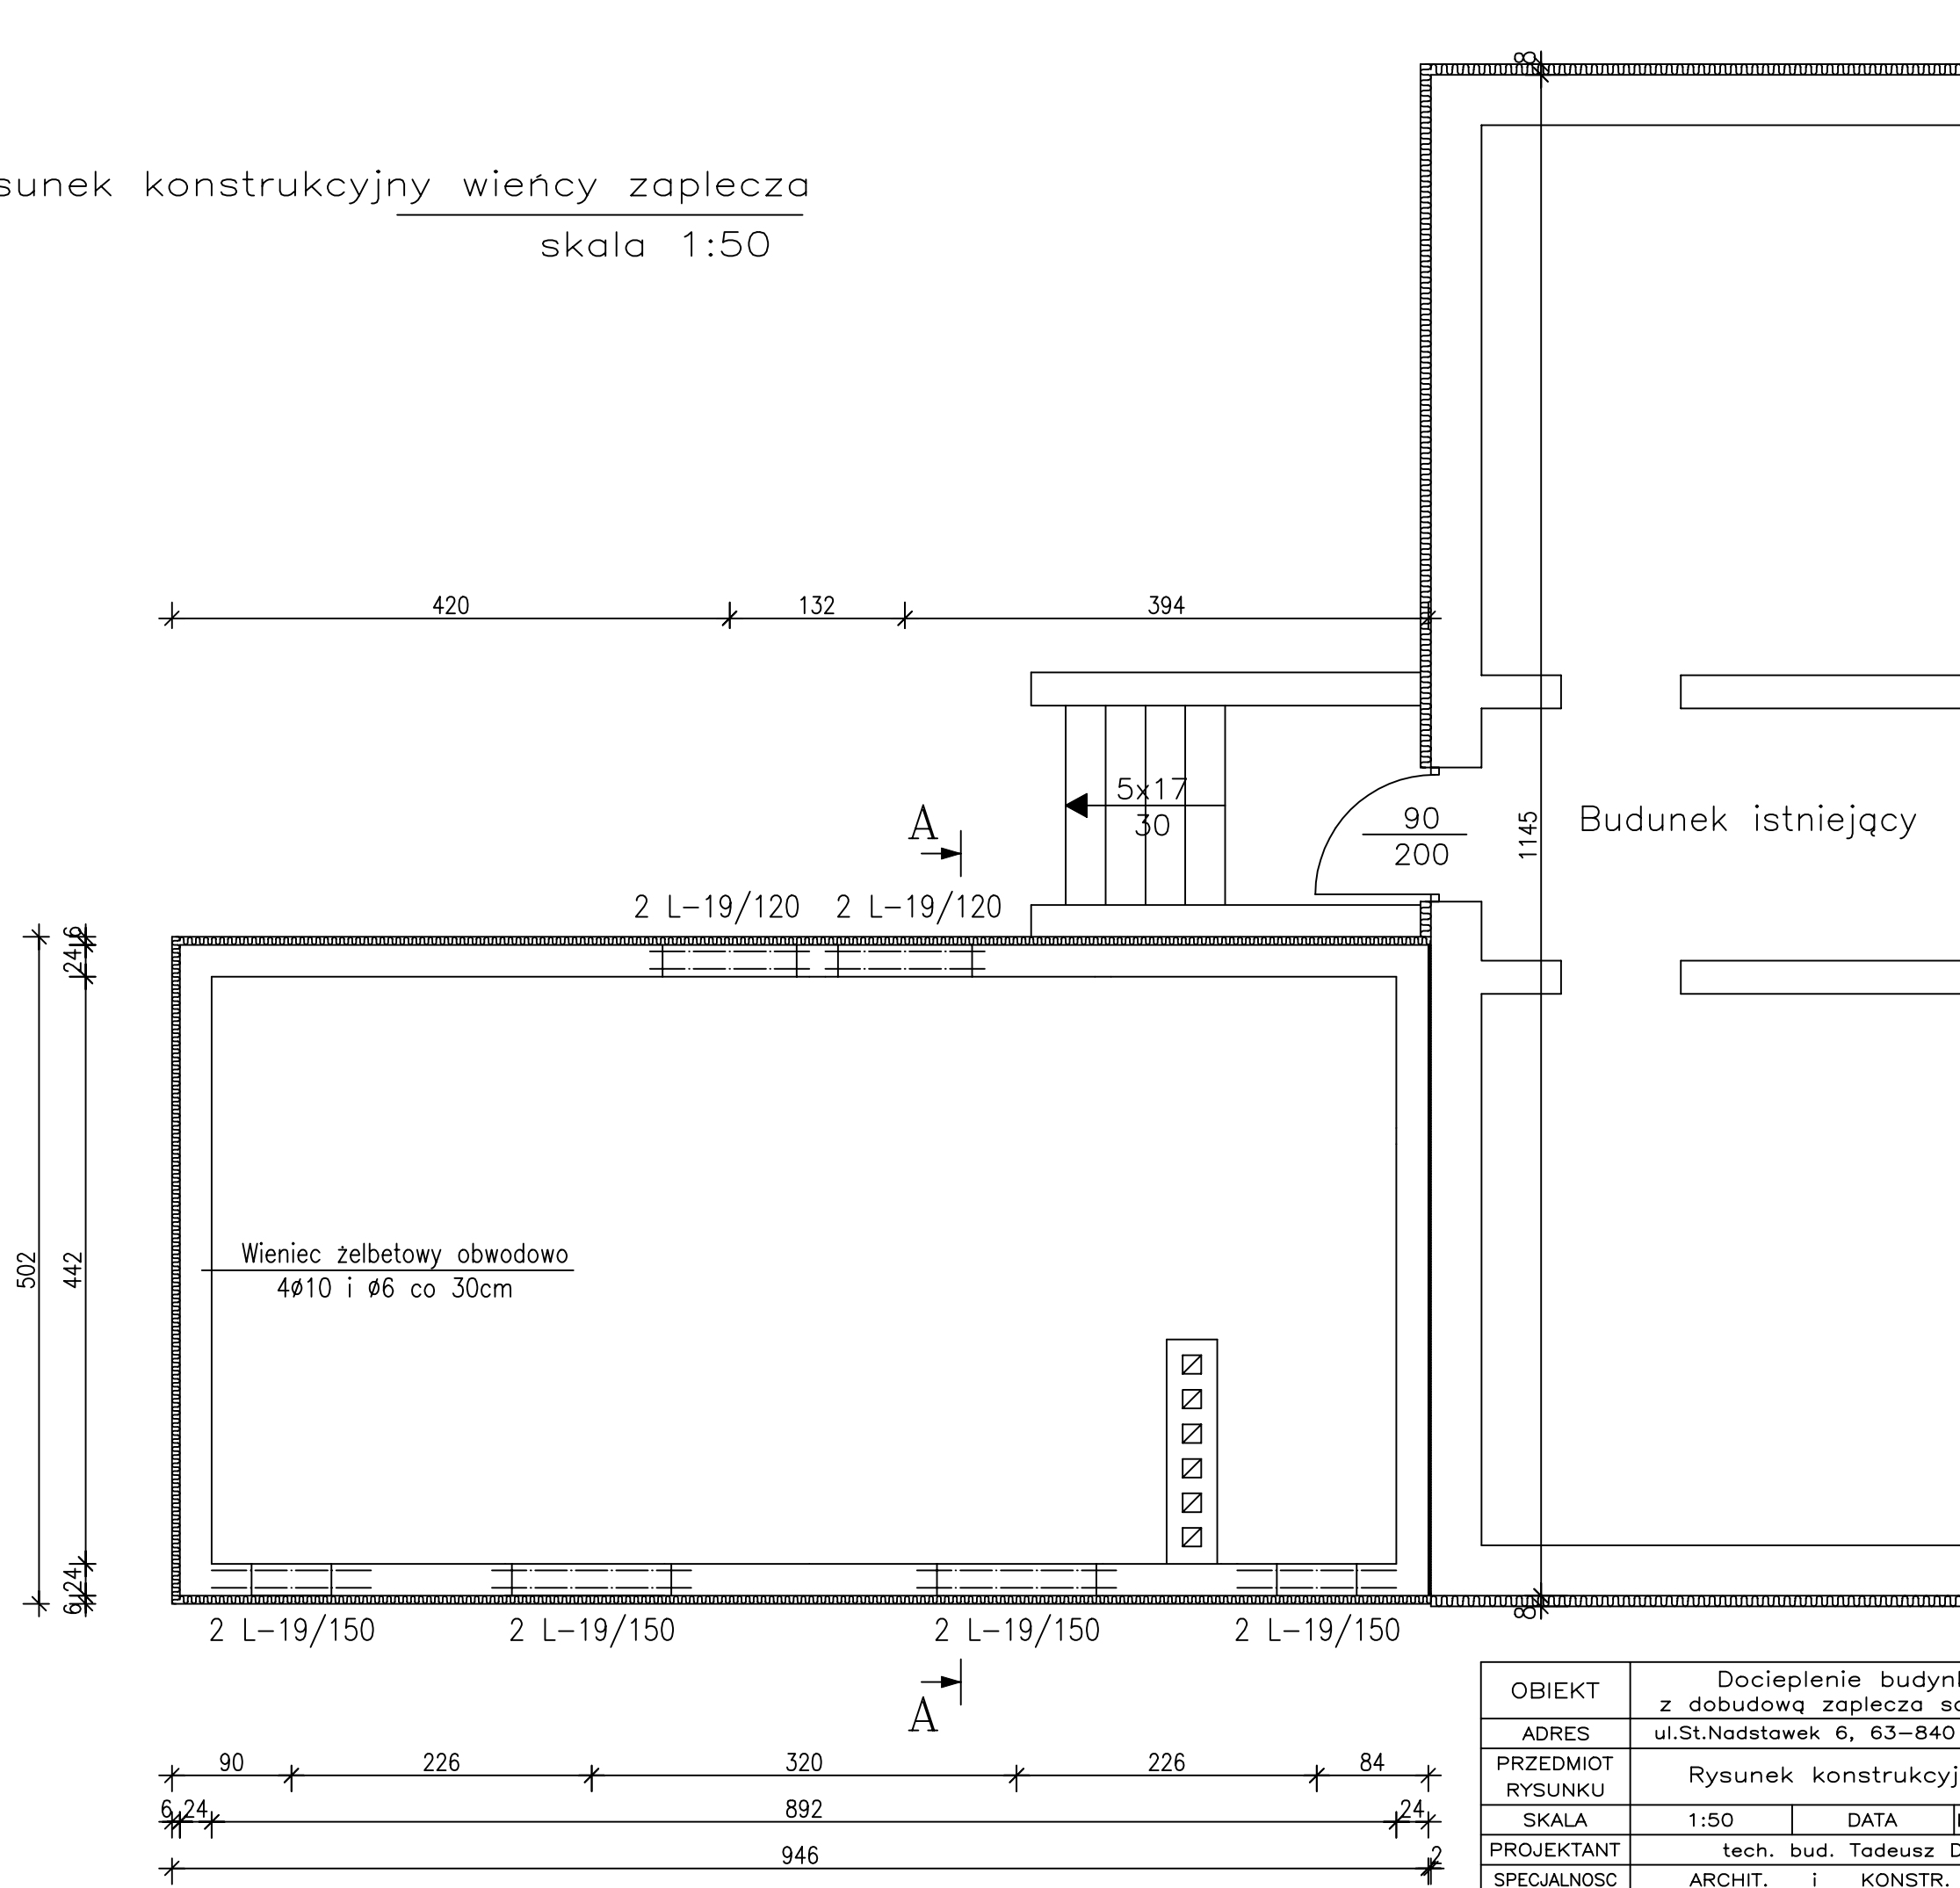 sunek konstrukcyjny wieńcy zaplecza
skala 1:50
8
420 132 394
5x17
30
90
200
1145
Budunek istniejący
A
2 L-19/120 2 L-19/120
6
24
502
442
Wieniec żelbetowy obwodowo
4ø10 i ø6 co 30cm
24
6
8
2 L-19/150 2 L-19/150 2 L-19/150 2 L-19/150
A
90 226 320 226 84
6 24 892 24
946 2
OBIEKT Docieplenie
z dobudową zaplecza
ADRES ul.St.Nadstawek 6, 63-840
PRZEDMIOT
RYSUNKU
Rysunek konstrukcyj
SKALA 1:50 DATA
PROJEKTANT tech. bud. Tadeusz D
SPECJALNOSC ARCHIT. i KONSTR.